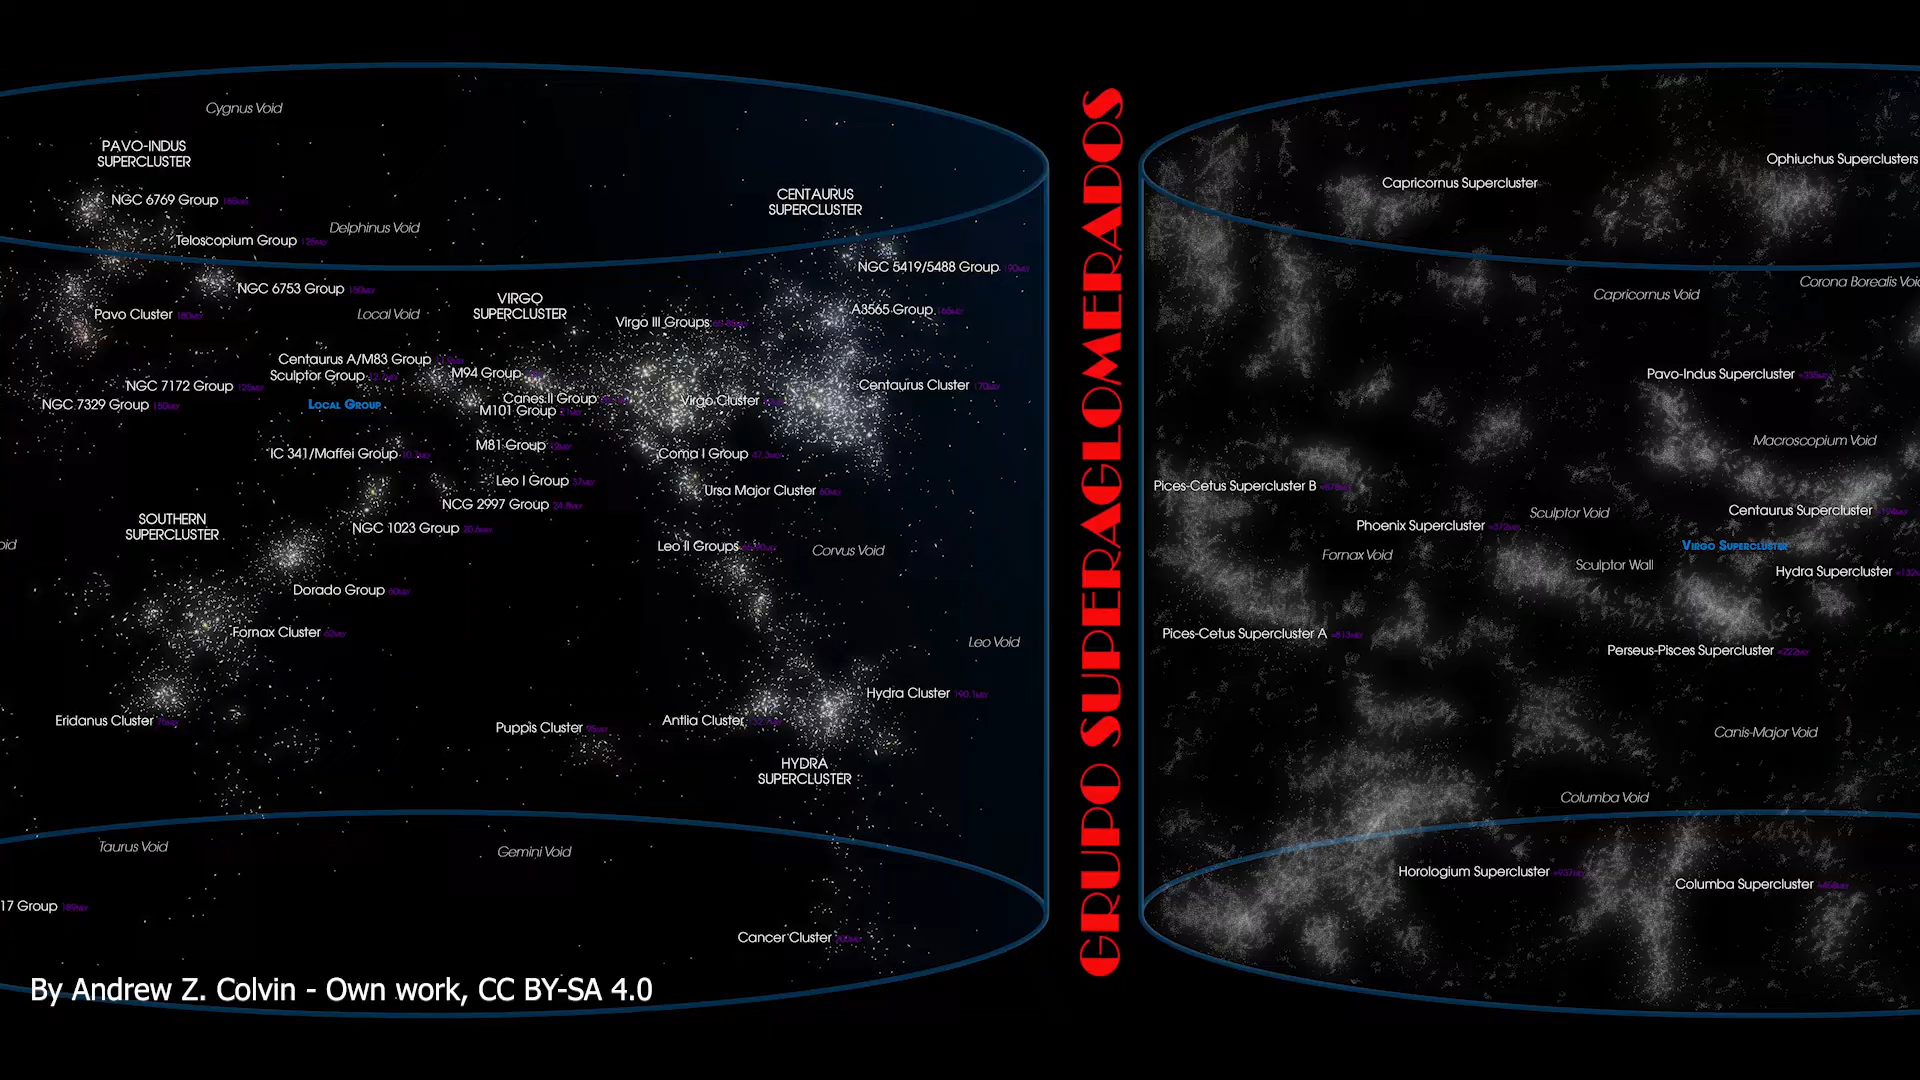 Cygnus Void
PAVO-INDUS
SUPERCLUSTER
NGC 6769 Group
Teloscopium Group
Delphinus Void
NGC 6753 Group
Pavo Cluster
Local Void
CENTAURUS
SUPERCLUSTER
NGC 5419/5488 Group
VIRGO
SUPERCLUSTER
Virgo III Groups
A3565 Group
Centaurus A/M83 Group
Sculptor Group
M94 Group
NGC 7172 Group
NGC 7329 Group
LOCAL GROUP
Canes II Group
M101 Group
Virgo Cluster
Centaurus Cluster
M81 Group
IC 341/Maffei Group
Coma I Group
Leo I Group
Ursa Major Cluster
NCG 2997 Group
NGC 1023 Group
SOUTHERN
SUPERCLUSTER
Leo II Groups
Corvus Void
Dorado Group
Fornax Cluster
Leo Void
Eridanus Cluster
Puppis Cluster
Antlia Cluster
Hydra Cluster
HYDRA
SUPERCLUSTER
Taurus Void
Gemini Void
17 Group
Cancer Cluster
By Andrew Z. Colvin - Own work, CC BY-SA 4.0
GRUPO SUPERAGLOMERADOS
Ophiuchus Superclusters
Capricornus Supercluster
Corona Borealis Void
Capricornus Void
Pavo-Indus Supercluster
Macroscopium Void
Pices-Cetus Supercluster B
Centaurus Supercluster
Sculptor Void
Phoenix Supercluster
VIRGO SUPERCLUSTER
Fornax Void
Sculptor Wall
Hydra Supercluster
Pices-Cetus Supercluster A
Perseus-Pisces Supercluster
Canis-Major Void
Columba Void
Horologium Supercluster
Columba Supercluster